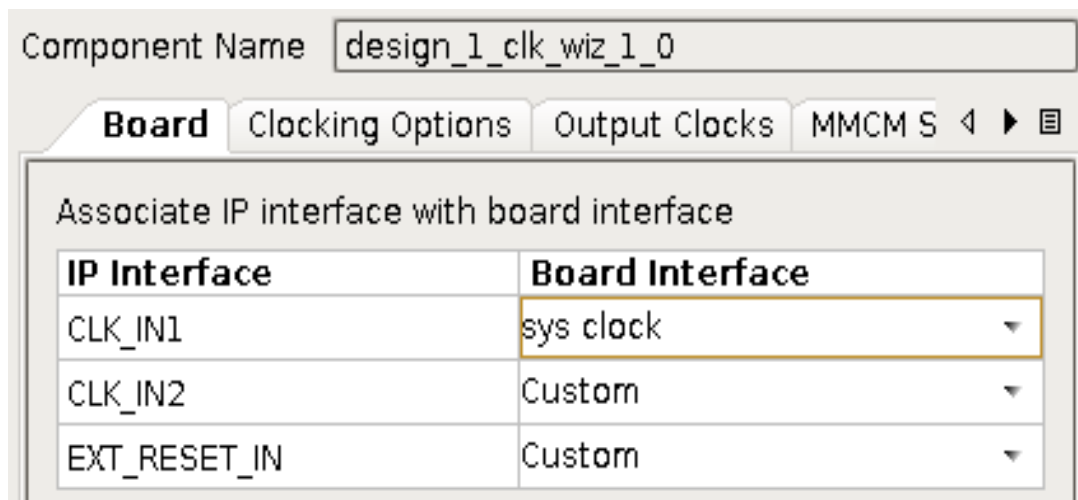 Component Name design_1_clk_wiz_1_0
Board Clocking Options Output Clocks MMCM S
Associate IP interface with board interface
IP Interface Board Interface
CLK_IN1 sys clock
CLK_IN2 Custom
EXT_RESET_IN Custom